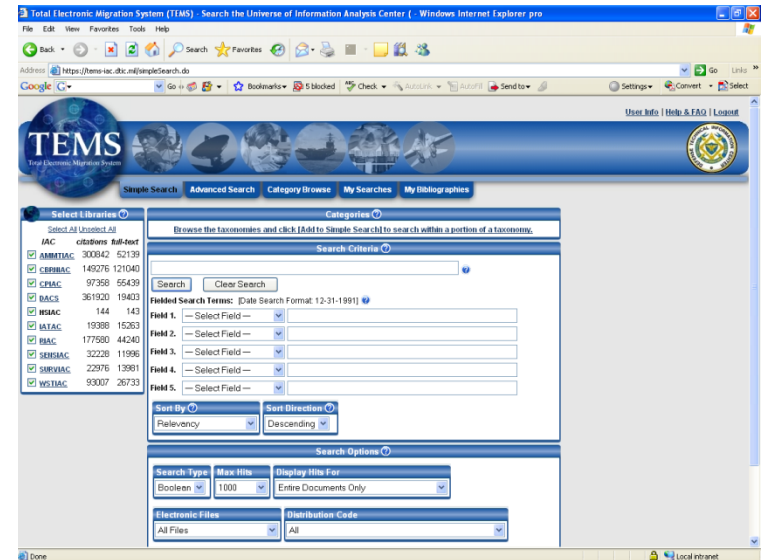 Total Electronic Migration System (TEMS) - Search the Universe of Information Analysis Center ( - Windows Internet Explorer pro
File Edit View Favorites Tools Help
Back Search Favorites
Address https://tems-iac.dtic.mil/simpleSearch.do Go Links »
Google G Go Bookmarks 5 blocked Check AutoLink AutoFill Send to Settings Convert Select
User Info | Help & FAQ | Logout
TEMS
Total Electronic Migration System
Simple Search Advanced Search Category Browse My Searches My Bibliographies
Select Libraries ?
Select All Unselect All
IAC citations full-text
AMMTIAC 300842 52139
CBRNIAC 149276 121040
CPIAC 97358 55439
DACS 361920 19403
HSIAC 144 143
IATAC 19388 15263
RIAC 177580 44240
SENSIAC 32228 11996
SURVIAC 22976 13981
WSTIAC 93007 26733
Categories ?
Browse the taxonomies and click [Add to Simple Search] to search within a portion of a taxonomy.
Search Criteria ?
Search Clear Search
Fielded Search Terms: [Date Search Format: 12-31-1991] ?
Field 1. --- Select Field ---
Field 2. --- Select Field ---
Field 3. --- Select Field ---
Field 4. --- Select Field ---
Field 5. --- Select Field ---
Sort By ? Sort Direction ?
Relevancy Descending
Search Options ?
Search Type Max Hits Display Hits For
Boolean 1000 Entire Documents Only
Electronic Files Distribution Code
All Files All
Done Local intranet